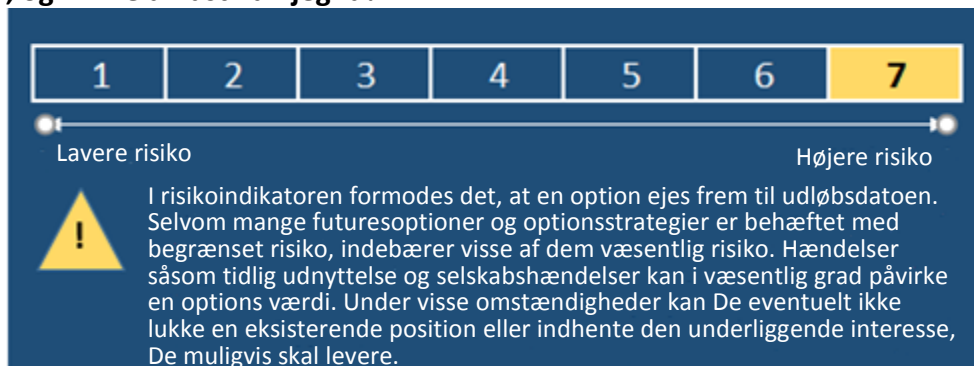 1 2 3 4 5 6 7
Lavere risiko Højere risiko
I risikoindikatoren formodes det, at en option ejes frem til udløbsdatoen.
Selvom mange futuresoptioner og optionsstrategier er behæftet med
! begrænset risiko, indebærer visse af dem væsentlig risiko. Hændelser
såsom tidlig udnyttelse og selskabshændelser kan i væsentlig grad påvirke
en options værdi. Under visse omstændigheder kan De eventuelt ikke
lukke en eksisterende position eller indhente den underliggende interesse,
De muligvis skal levere.